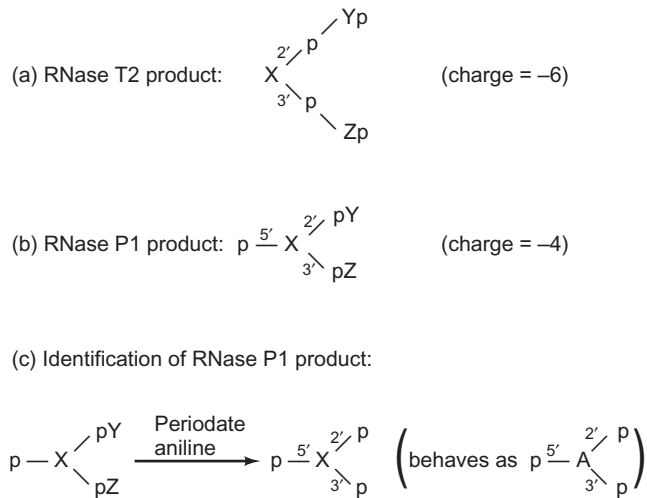 Yp
2′ p
(a) RNase T2 product: X (charge = –6)
3′ p
Zp
2′ pY
(b) RNase P1 product: p 5′ X (charge = –4)
3′ pZ
(c) Identification of RNase P1 product:
pY Periodate 2′ p 2′ p
p — X aniline p 5′ X (behaves as p 5′ A )
pZ 3′ p 3′ p